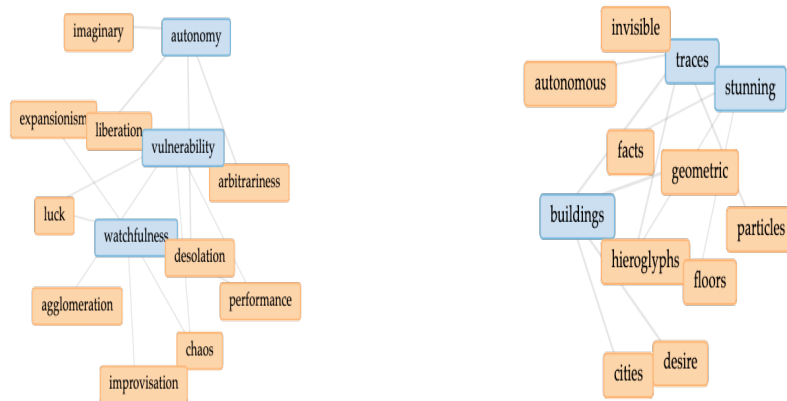 imaginary
autonomy
expansionism
liberation
vulnerability
arbitrariness
luck
watchfulness
desolation
agglomeration
performance
chaos
improvisation
invisible
traces
autonomous
stunning
facts
geometric
buildings
particles
hieroglyphs
floors
cities
desire